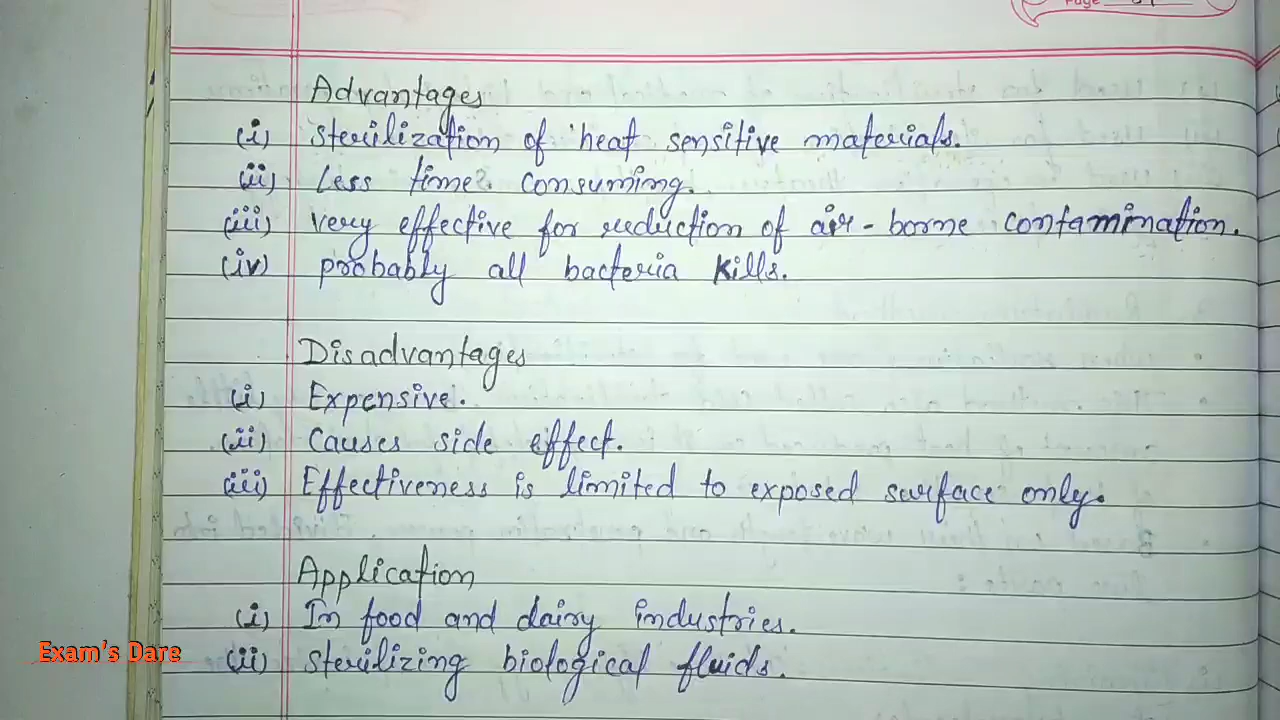 Page
Advantages
(i) Sterilization of heat sensitive materials.
(ii) Less time consuming.
(iii) very effective for reduction of air-borne contamination.
(iv) probably all bacteria kills.
Disadvantages
(i) Expensive.
(ii) Causes side effect.
(iii) Effectiveness is limited to exposed surface only.
Application
(i) In food and dairy industries.
(ii) Sterilizing biological fluids.
Exam's Dare